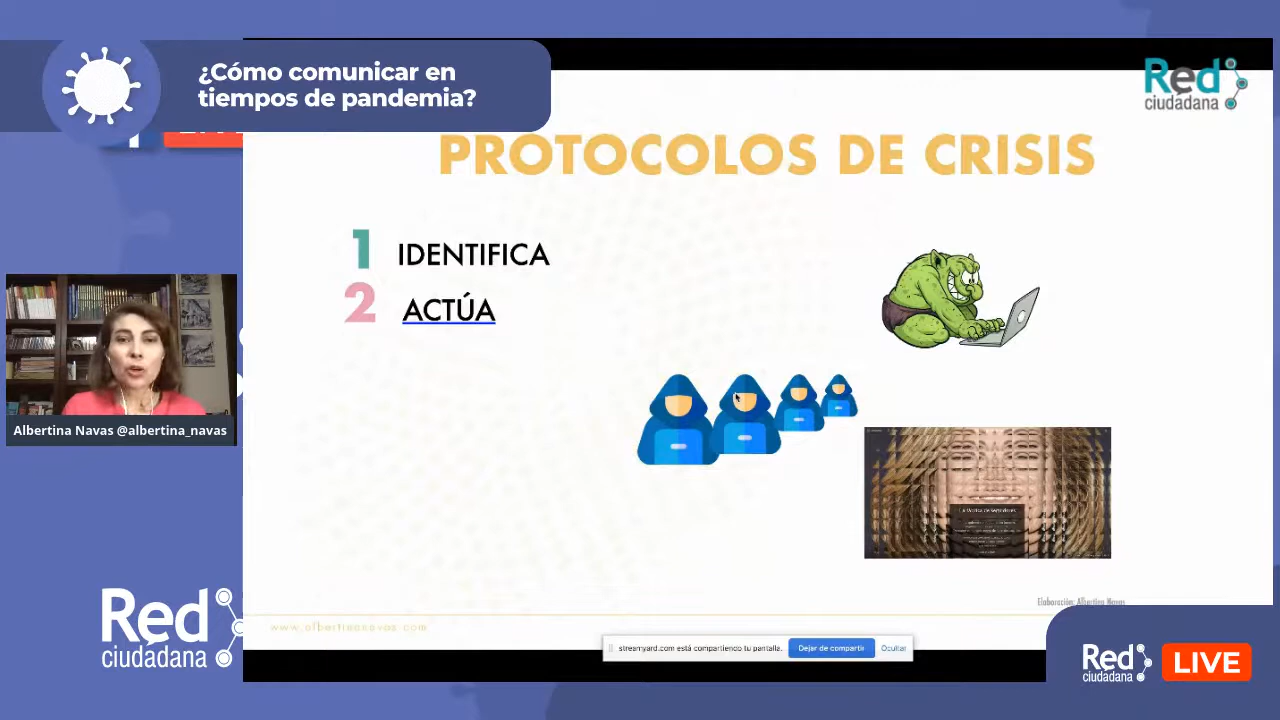 ¿Cómo comunicar en
tiempos de pandemia?
Red
ciudadana
PROTOCOLOS DE CRISIS
1 IDENTIFICA
2 ACTÚA
Albertina Navas @albertina_navas
Elaboración: Albertina Navas
www.albertinanavas.com
streamyard.com está compartiendo tu pantalla.
Dejar de compartir
Ocultar
Red
ciudadana
Red
ciudadana
LIVE